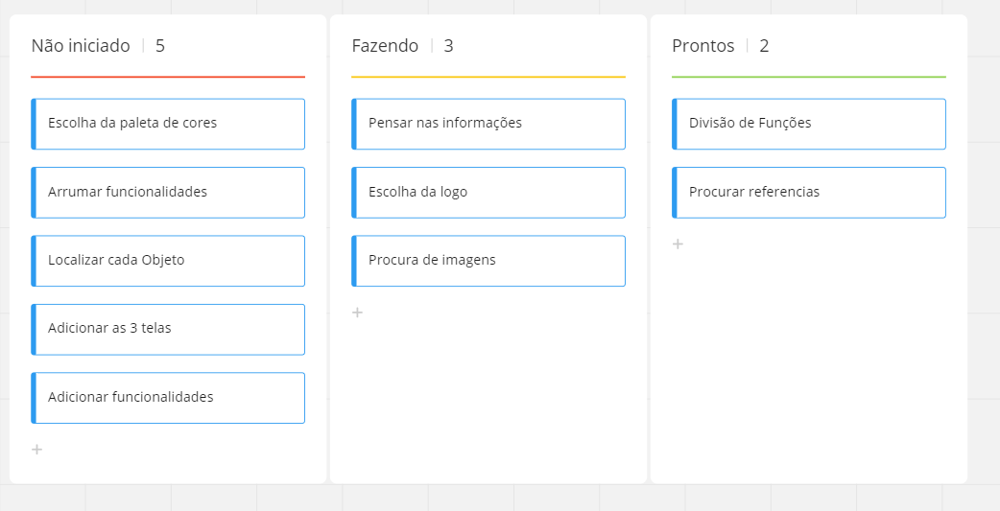 Não iniciado | 5
Escolha da paleta de cores
Arrumar funcionalidades
Localizar cada Objeto
Adicionar as 3 telas
Adicionar funcionalidades
+
Fazendo | 3
Pensar nas informações
Escolha da logo
Procura de imagens
+
Prontos | 2
Divisão de Funções
Procurar referencias
+